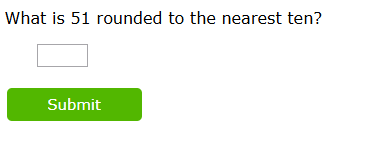 What is 51 rounded to the nearest ten?
Submit